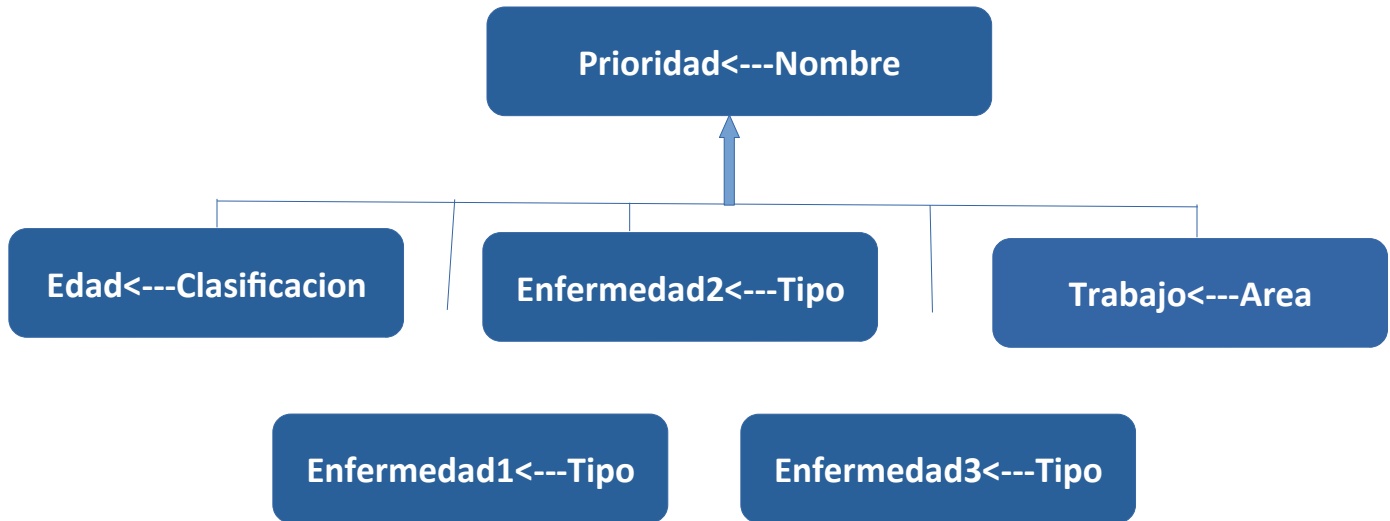 Prioridad<---Nombre
Edad<---Clasificacion
Enfermedad2<---Tipo
Trabajo<---Area
Enfermedad1<---Tipo
Enfermedad3<---Tipo